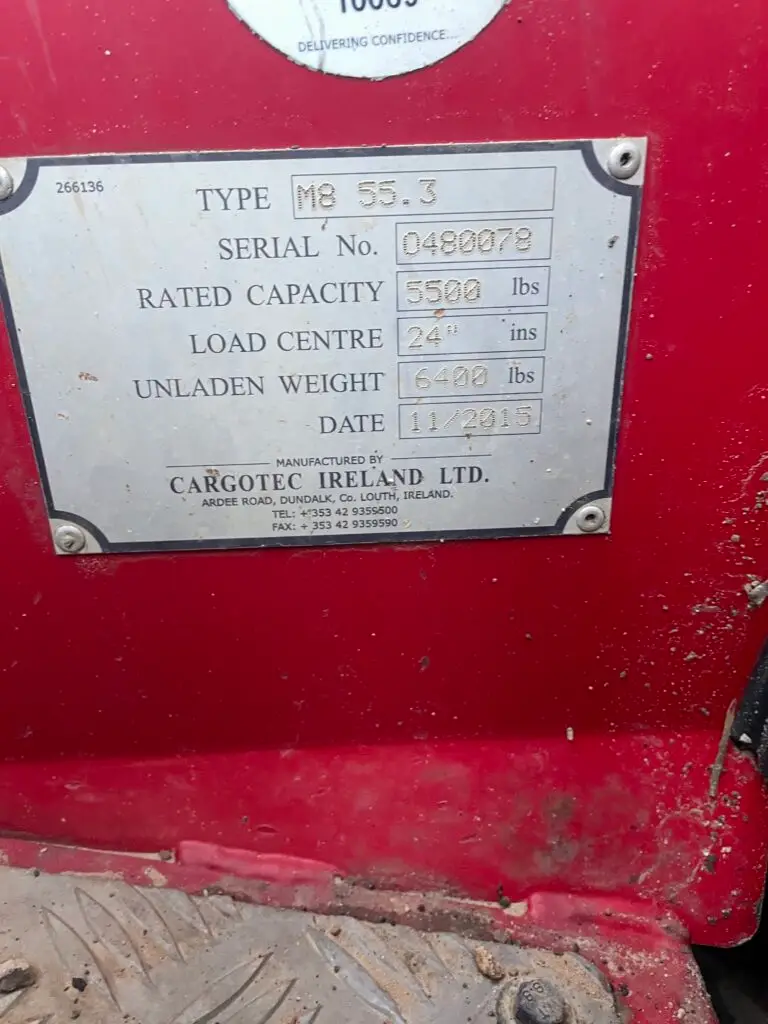 DELIVERING CONFIDENCE...
266136
TYPE M8 55.3
SERIAL No. 0480078
RATED CAPACITY 5500 lbs
LOAD CENTRE 24" ins
UNLADEN WEIGHT 6400 lbs
DATE 11/2015
MANUFACTURED BY
CARGOTEC IRELAND LTD.
ARDEE ROAD, DUNDALK, Co. LOUTH, IRELAND.
TEL: + 353 42 9359500
FAX: + 353 42 9359590